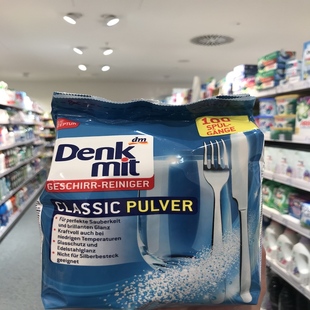 dm
Denk
mit
GESCHIRR-REINIGER
CLASSIC PULVER
100
SPÜL-
GÄNGE
• Für perfekte Sauberkeit
und brillanten Glanz
• Kraftvoll auch bei
niedrigen Temperaturen
• Glasschutz und
Edelstahlglanz
• Nicht für Silberbesteck
geeignet